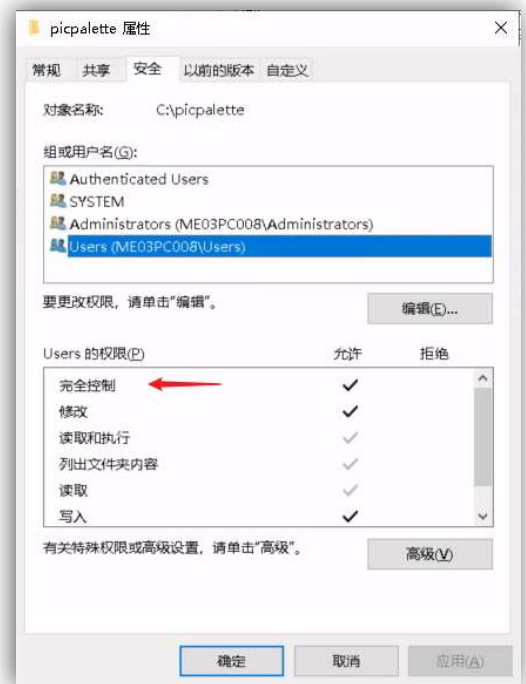 picpalette 属性
常规 共享 安全 以前的版本 自定义
对象名称: C:\picpalette
组或用户名(G):
Authenticated Users
SYSTEM
Administrators (ME03PC008\Administrators)
Users (ME03PC008\Users)
要更改权限，请单击"编辑"。
编辑(E)...
Users 的权限(P) 允许 拒绝
完全控制
修改
读取和执行
列出文件夹内容
读取
写入
有关特殊权限或高级设置，请单击"高级"。
高级(V)
确定 取消 应用(A)